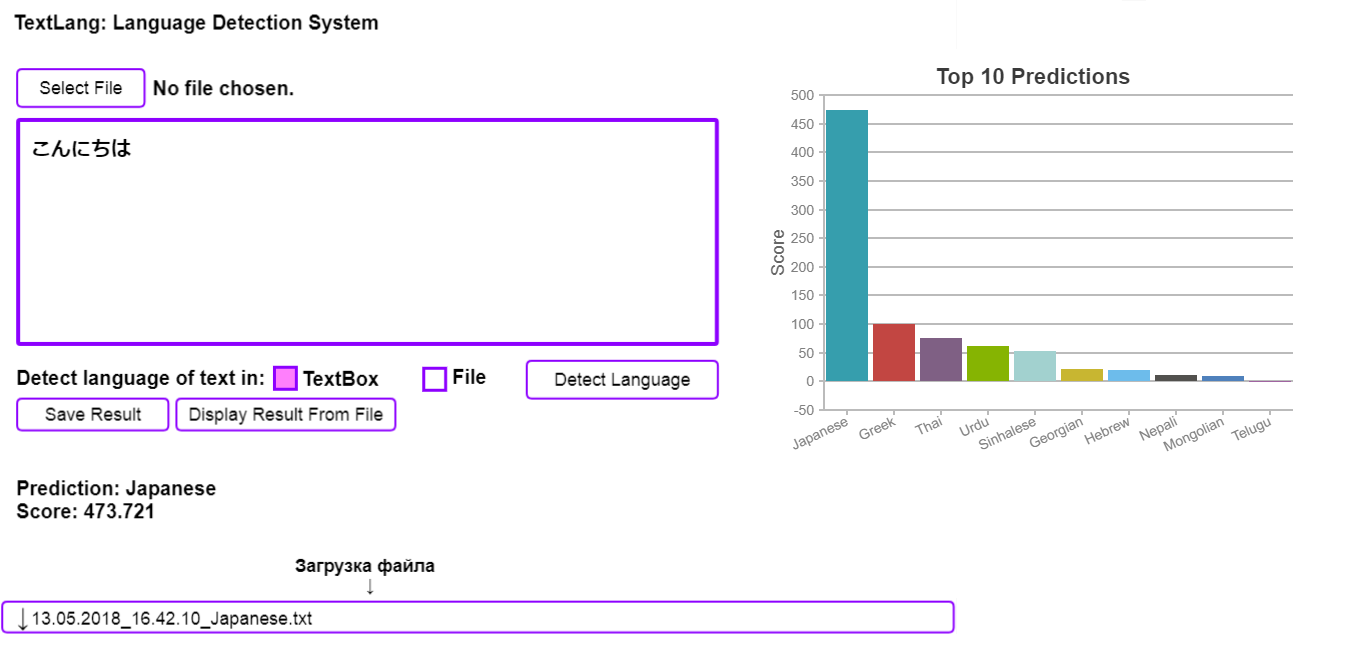 TextLang: Language Detection System
Select File No file chosen.
こんにちは
Detect language of text in: TextBox File Detect Language
Save Result Display Result From File
Prediction: Japanese
Score: 473.721
Загрузка файла
↓
↓ 13.05.2018_16.42.10_Japanese.txt
Top 10 Predictions
Score
500
450
400
350
300
250
200
150
100
50
0
-50
Japanese Greek Thai Urdu Sinhalese Georgian Hebrew Nepali Mongolian Telugu